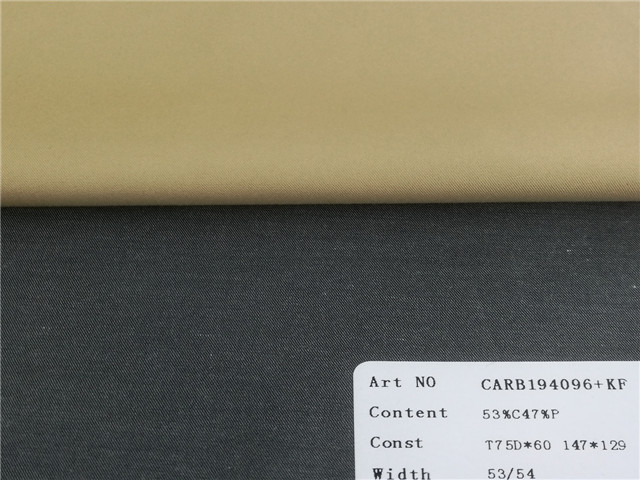 Art NO CARB194096+KF
Content 53%C47%P
Const T75D*60 147*129
Width 53/54